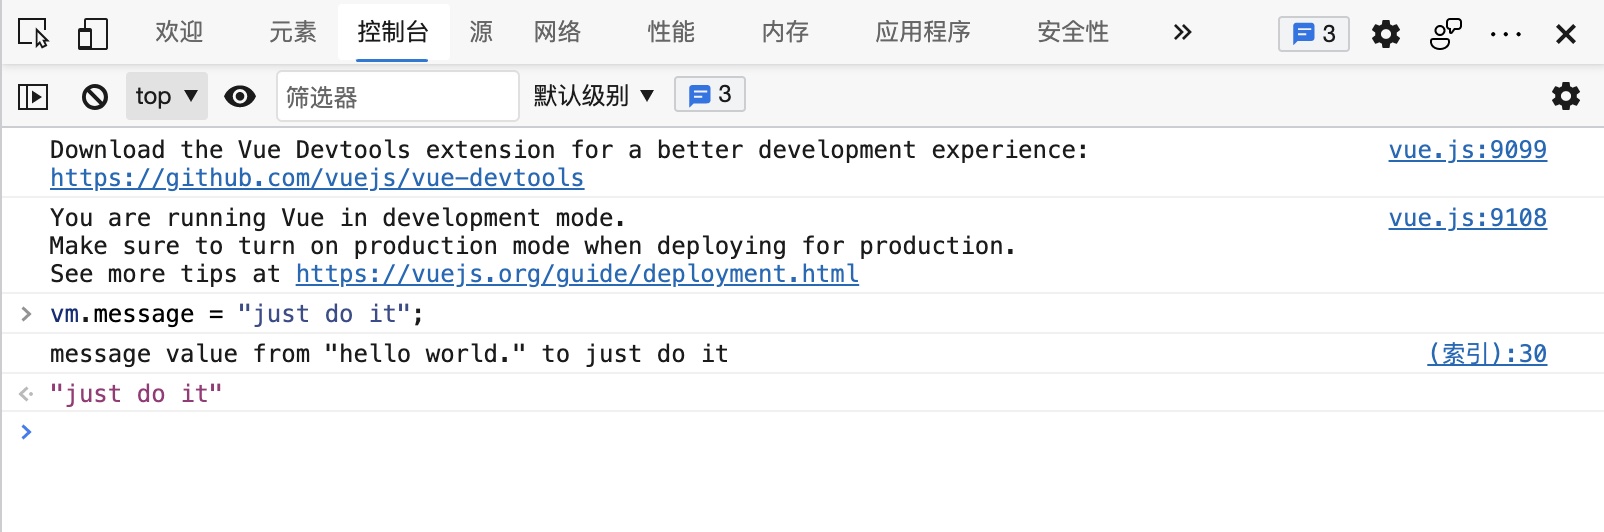 欢迎 元素 控制台 源 网络 性能 内存 应用程序 安全性 3
top 筛选器 默认级别 3
Download the Vue Devtools extension for a better development experience: vue.js:9099
https://github.com/vuejs/vue-devtools
You are running Vue in development mode. vue.js:9108
Make sure to turn on production mode when deploying for production.
See more tips at https://vuejs.org/guide/deployment.html
vm.message = "just do it";
message value from "hello world." to just do it (索引):30
"just do it"